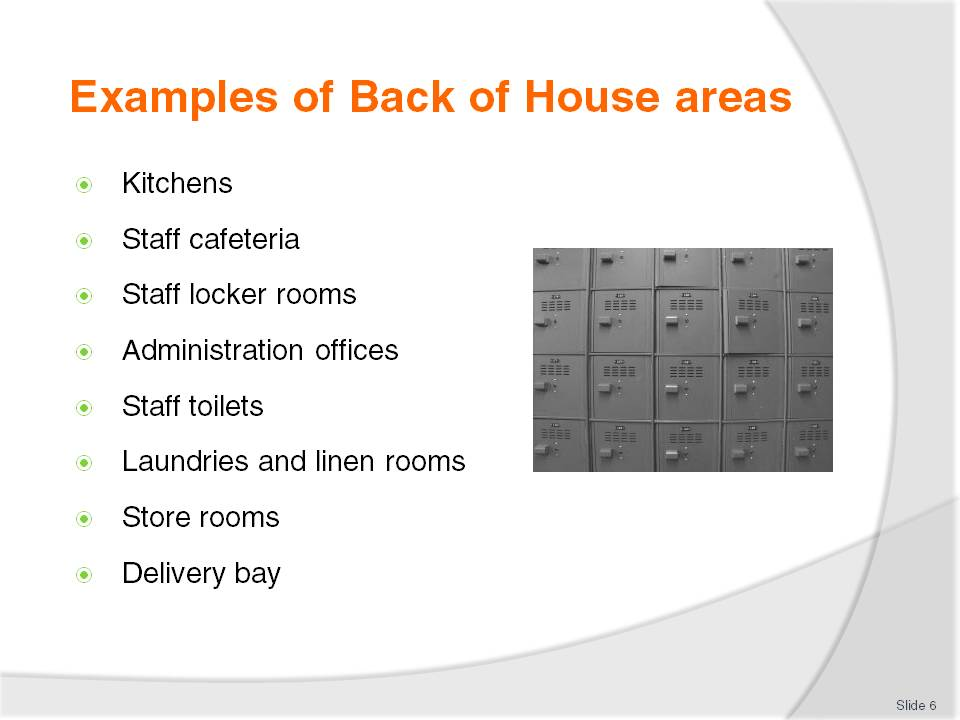 Examples of Back of House areas
Kitchens
Staff cafeteria
Staff locker rooms
Administration offices
Staff toilets
Laundries and linen rooms
Store rooms
Delivery bay
Slide 6